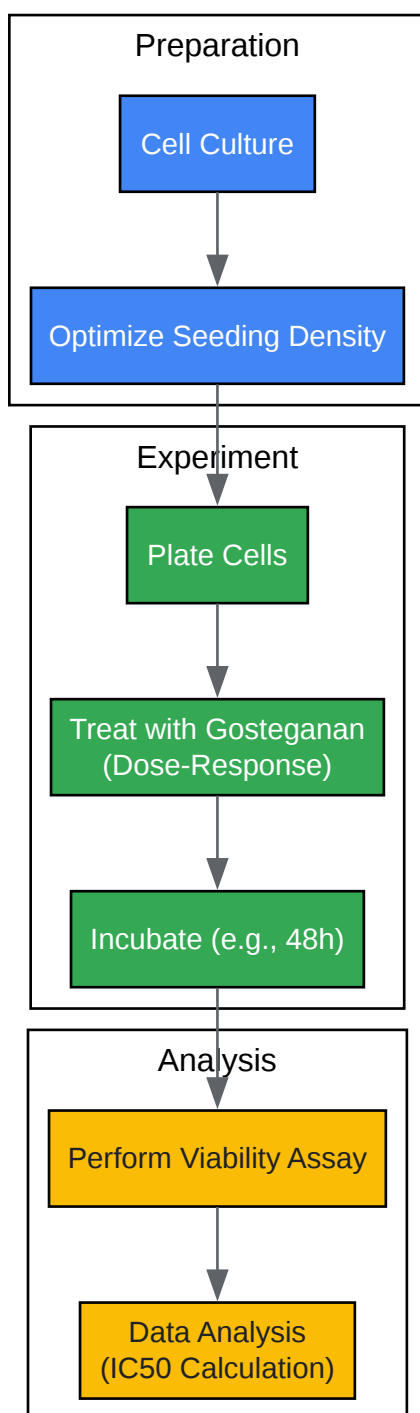 Preparation
Cell Culture
Optimize Seeding Density
Experiment
Plate Cells
Treat with Gosteganan
(Dose-Response)
Incubate (e.g., 48h)
Analysis
Perform Viability Assay
Data Analysis
(IC50 Calculation)